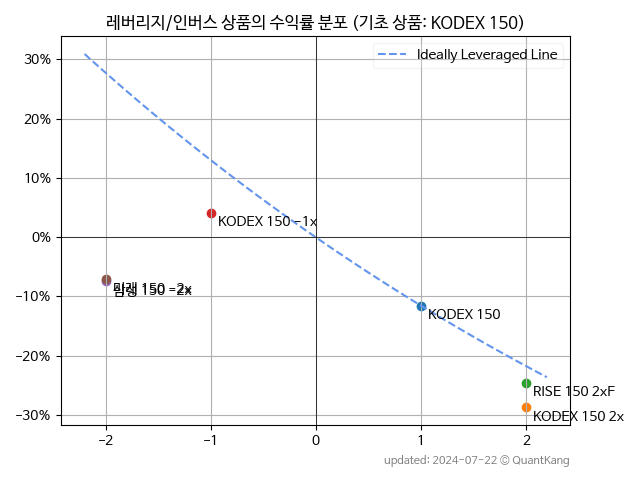 레버리지/인버스 상품의 수익률 분포 (기초 상품: KODEX 150)
Ideally Leveraged Line
30%
20%
10%
0%
−10%
−20%
−30%
KODEX 150 −1x
150 −2x
KODEX 150
RISE 150 2xF
KODEX 150 2x
−2
−1
0
1
2
updated: 2024-07-22 © QuantKang